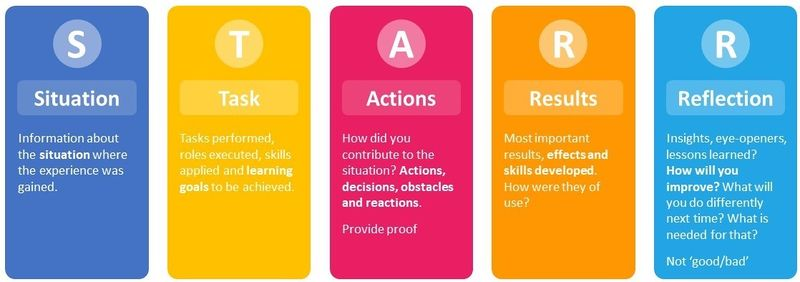 S
Situation
Information about
the situation where
the experience was
gained.
T
Task
Tasks performed,
roles executed, skills
applied and learning
goals to be achieved.
A
Actions
How did you
contribute to the
situation? Actions,
decisions, obstacles
and reactions.
Provide proof
R
Results
Most important
results, effects and
skills developed.
How were they of
use?
R
Reflection
Insights, eye-openers,
lessons learned?
How will you
improve? What will
you do differently
next time? What is
needed for that?
Not ‘good/bad’